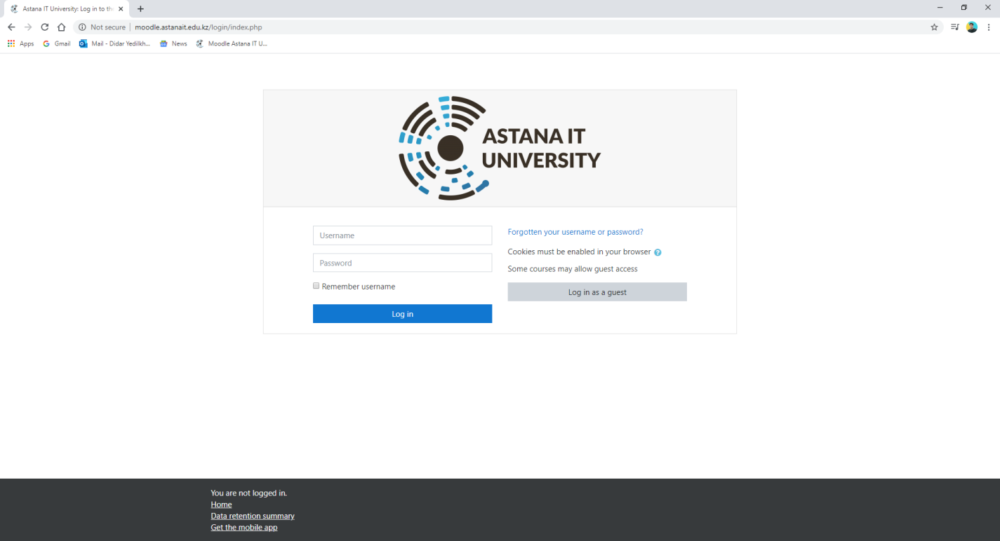 Astana IT University: Log in to the
Not secure | moodle.astanait.edu.kz/login/index.php
Apps Gmail Mail - Didar Yedilkh... News Moodle Astana IT U...
ASTANA IT
UNIVERSITY
Username
Password
Remember username
Log in
Forgotten your username or password?
Cookies must be enabled in your browser ?
Some courses may allow guest access
Log in as a guest
You are not logged in.
Home
Data retention summary
Get the mobile app